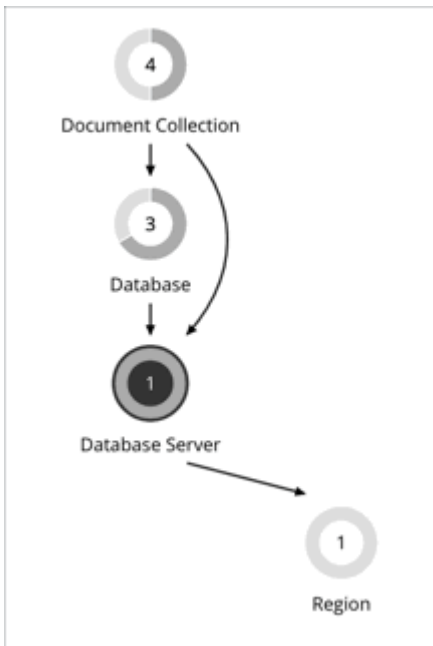 4
Document Collection
3
Database
1
Database Server
1
Region